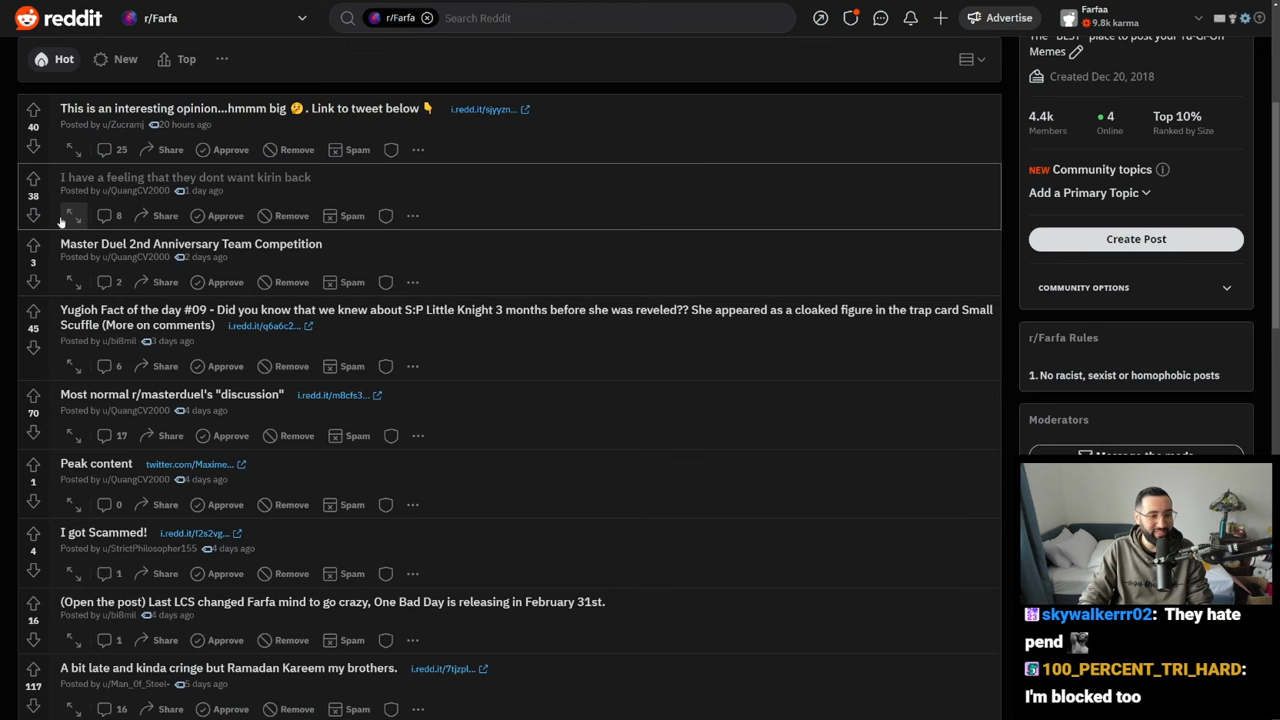 reddit
r/Farfa
r/Farfa
Search Reddit
Advertise
Farfaa
9.8k karma
Hot
New
Top
The "BEST" place to post your Yu-Gi-Oh
Memes
Created Dec 20, 2018
4.4k
4
Top 10%
Members
Online
Ranked by Size
NEW Community topics
Add a Primary Topic
Create Post
COMMUNITY OPTIONS
r/Farfa Rules
1. No racist, sexist or homophobic posts
Moderators
Message the mods
This is an interesting opinion...hmmm big 🤔. Link to tweet below 👇 i.redd.it/sjyyzn...
40
Posted by u/Zucramj 20 hours ago
25 Share Approve Remove Spam
I have a feeling that they dont want kirin back
38
Posted by u/QuangCV2000 1 day ago
8 Share Approve Remove Spam
Master Duel 2nd Anniversary Team Competition
3
Posted by u/QuangCV2000 2 days ago
2 Share Approve Remove Spam
Yugioh Fact of the day #09 - Did you know that we knew about S:P Little Knight 3 months before she was reveled?? She appeared as a cloaked figure in the trap card Small
Scuffle (More on comments) i.redd.it/q6a6c2...
45
Posted by u/bi8mil 3 days ago
6 Share Approve Remove Spam
Most normal r/masterduel's "discussion" i.redd.it/m8cfs3...
70
Posted by u/QuangCV2000 4 days ago
17 Share Approve Remove Spam
Peak content twitter.com/Maxime...
1
Posted by u/QuangCV2000 4 days ago
0 Share Approve Remove Spam
I got Scammed! i.redd.it/f2s2vg...
4
Posted by u/StrictPhilosopher155 4 days ago
1 Share Approve Remove Spam
(Open the post) Last LCS changed Farfa mind to go crazy, One Bad Day is releasing in February 31st.
16
Posted by u/bi8mil 4 days ago
1 Share Approve Remove Spam
A bit late and kinda cringe but Ramadan Kareem my brothers. i.redd.it/7tjzpl...
117
Posted by u/Man_0f_Steel- 5 days ago
16 Share Approve Remove Spam
skywalkerrr02: They hate
pend
100_PERCENT_TRI_HARD:
I'm blocked too